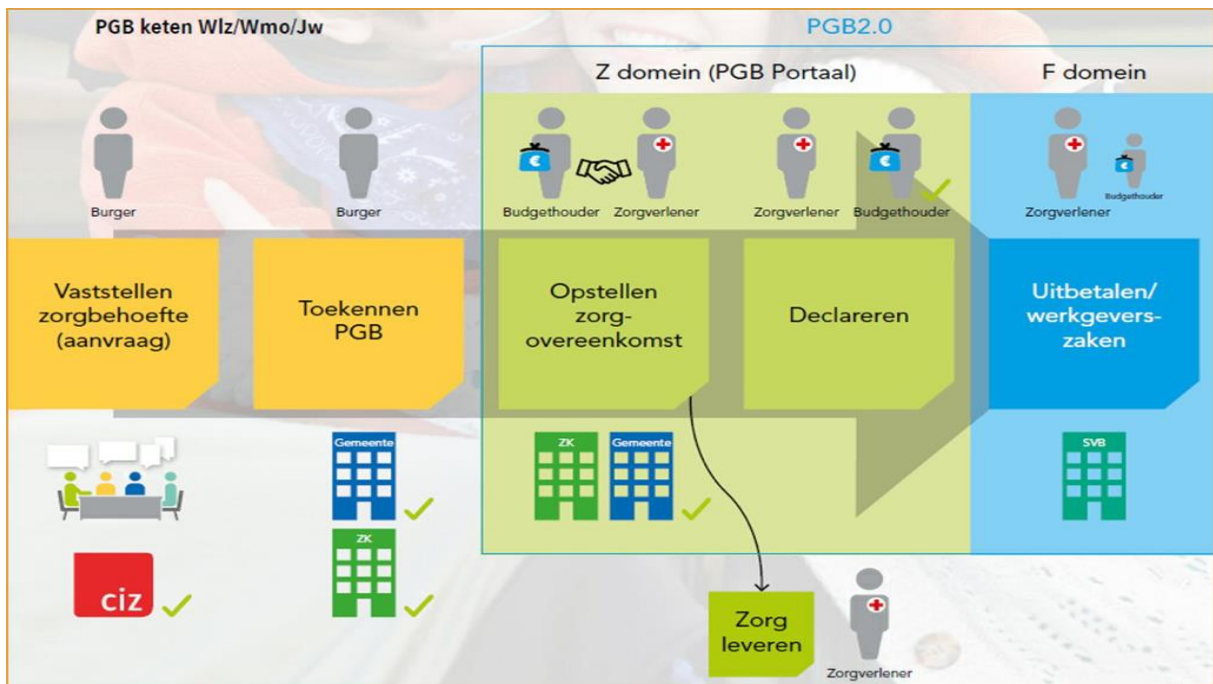 PGB keten Wlz/Wmo/Jw
PGB2.0
Z domein (PGB Portaal)
F domein
Burger
Burger
Budgethouder
Zorgverlener
Zorgverlener
Budgethouder
Zorgverlener
Budgethouder
Vaststellen
zorgbehoefte
(aanvraag)
Toekennen
PGB
Opstellen
zorg-
overeenkomst
Declareren
Uitbetalen/
werkgevers-
zaken
Gemeente
ZK
Gemeente
SVB
ciz
ZK
Zorg
leveren
Zorgverlener